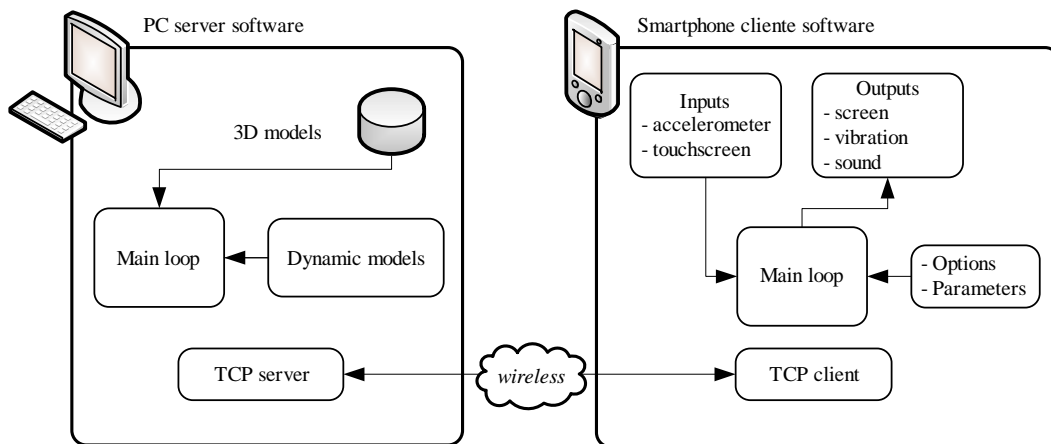 PC server software
3D models
Main loop
Dynamic models
TCP server
wireless
Smartphone cliente software
Inputs
- accelerometer
- touchscreen
Outputs
- screen
- vibration
- sound
Main loop
- Options
- Parameters
TCP client